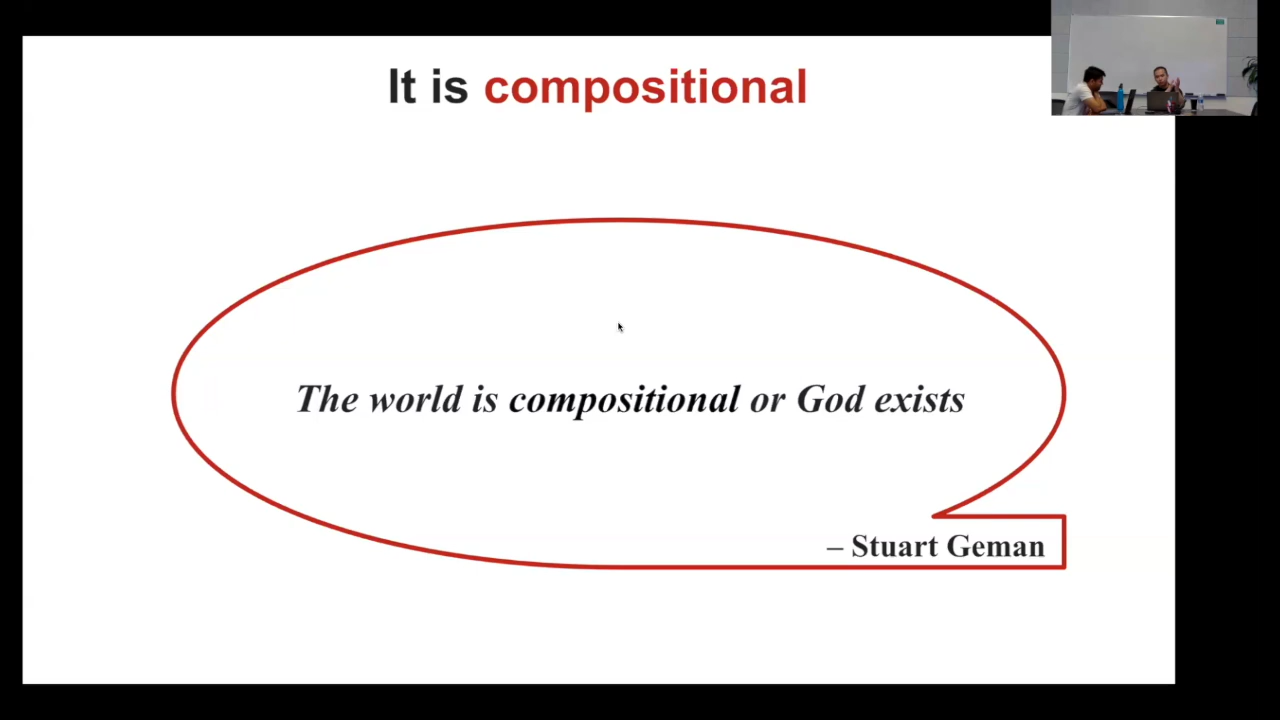 It is compositional
The world is compositional or God exists
– Stuart Geman